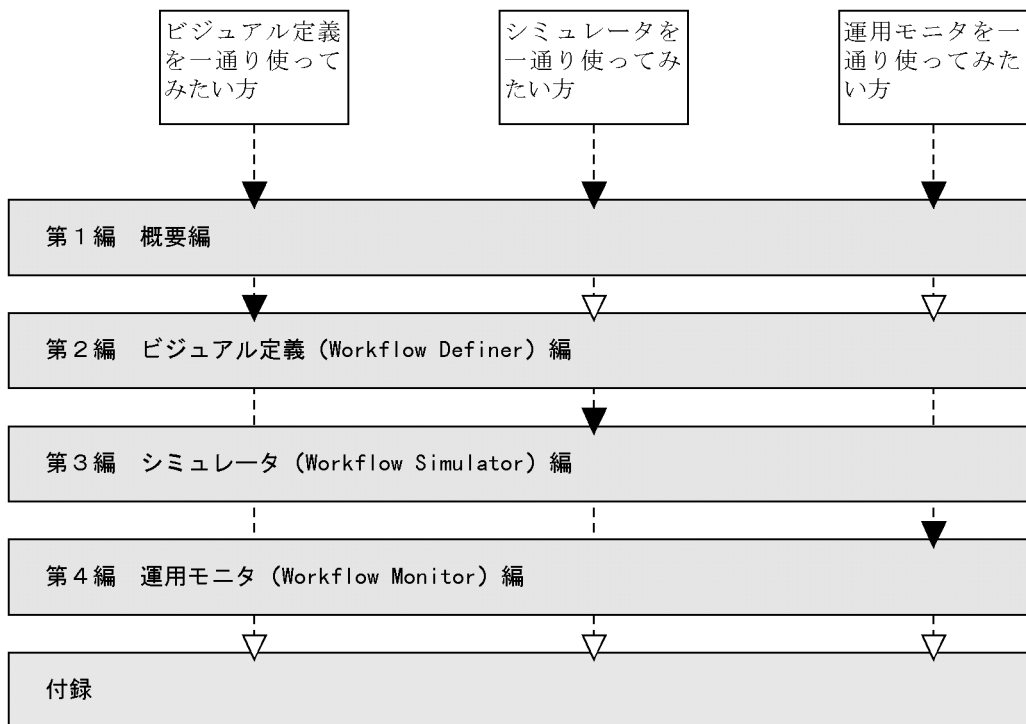 ビジュアル定義
を一通り使って
みたい方
シミュレータを
一通り使ってみ
たい方
運用モニタを一
通り使ってみた
い方
第１編　概要編
第２編　ビジュアル定義（Workflow Definer）編
第３編　シミュレータ（Workflow Simulator）編
第４編　運用モニタ（Workflow Monitor）編
付録